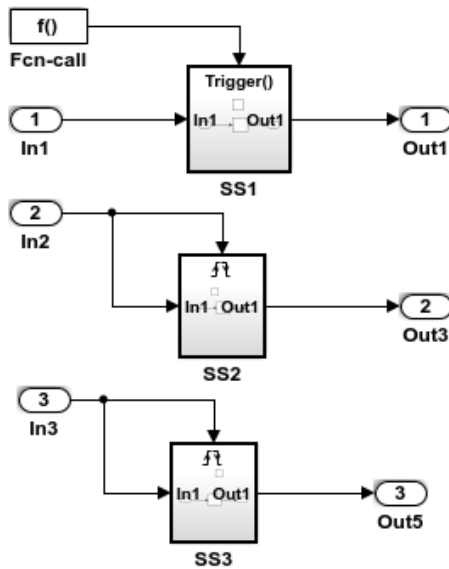 f()
Fcn-call
Trigger()
1
In1
In1
Out1
SS1
1
Out1
2
In2
In1
Out1
SS2
2
Out3
3
In3
In1
Out1
SS3
3
Out5